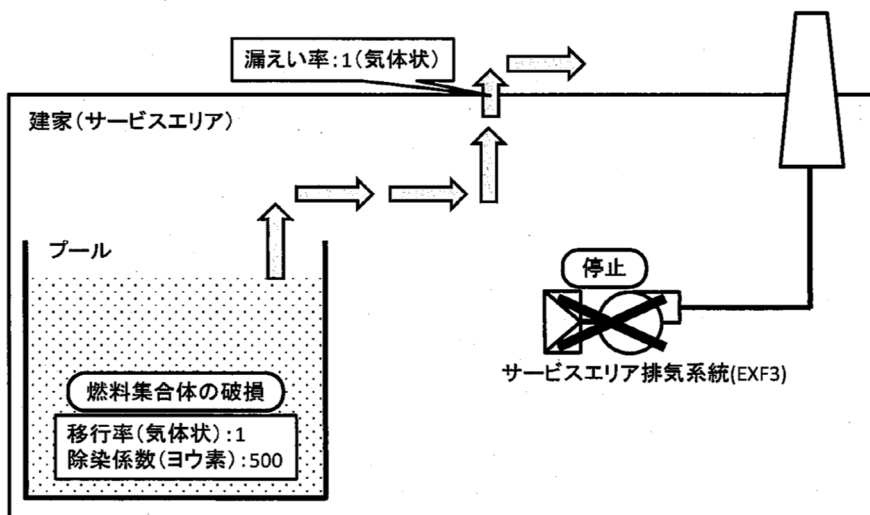 漏えい率:1(気体状)
建家(サービスエリア)
プール
停止
サービスエリア排気系統(EXF3)
燃料集合体の破損
移行率(気体状):1
除染係数(ヨウ素):500